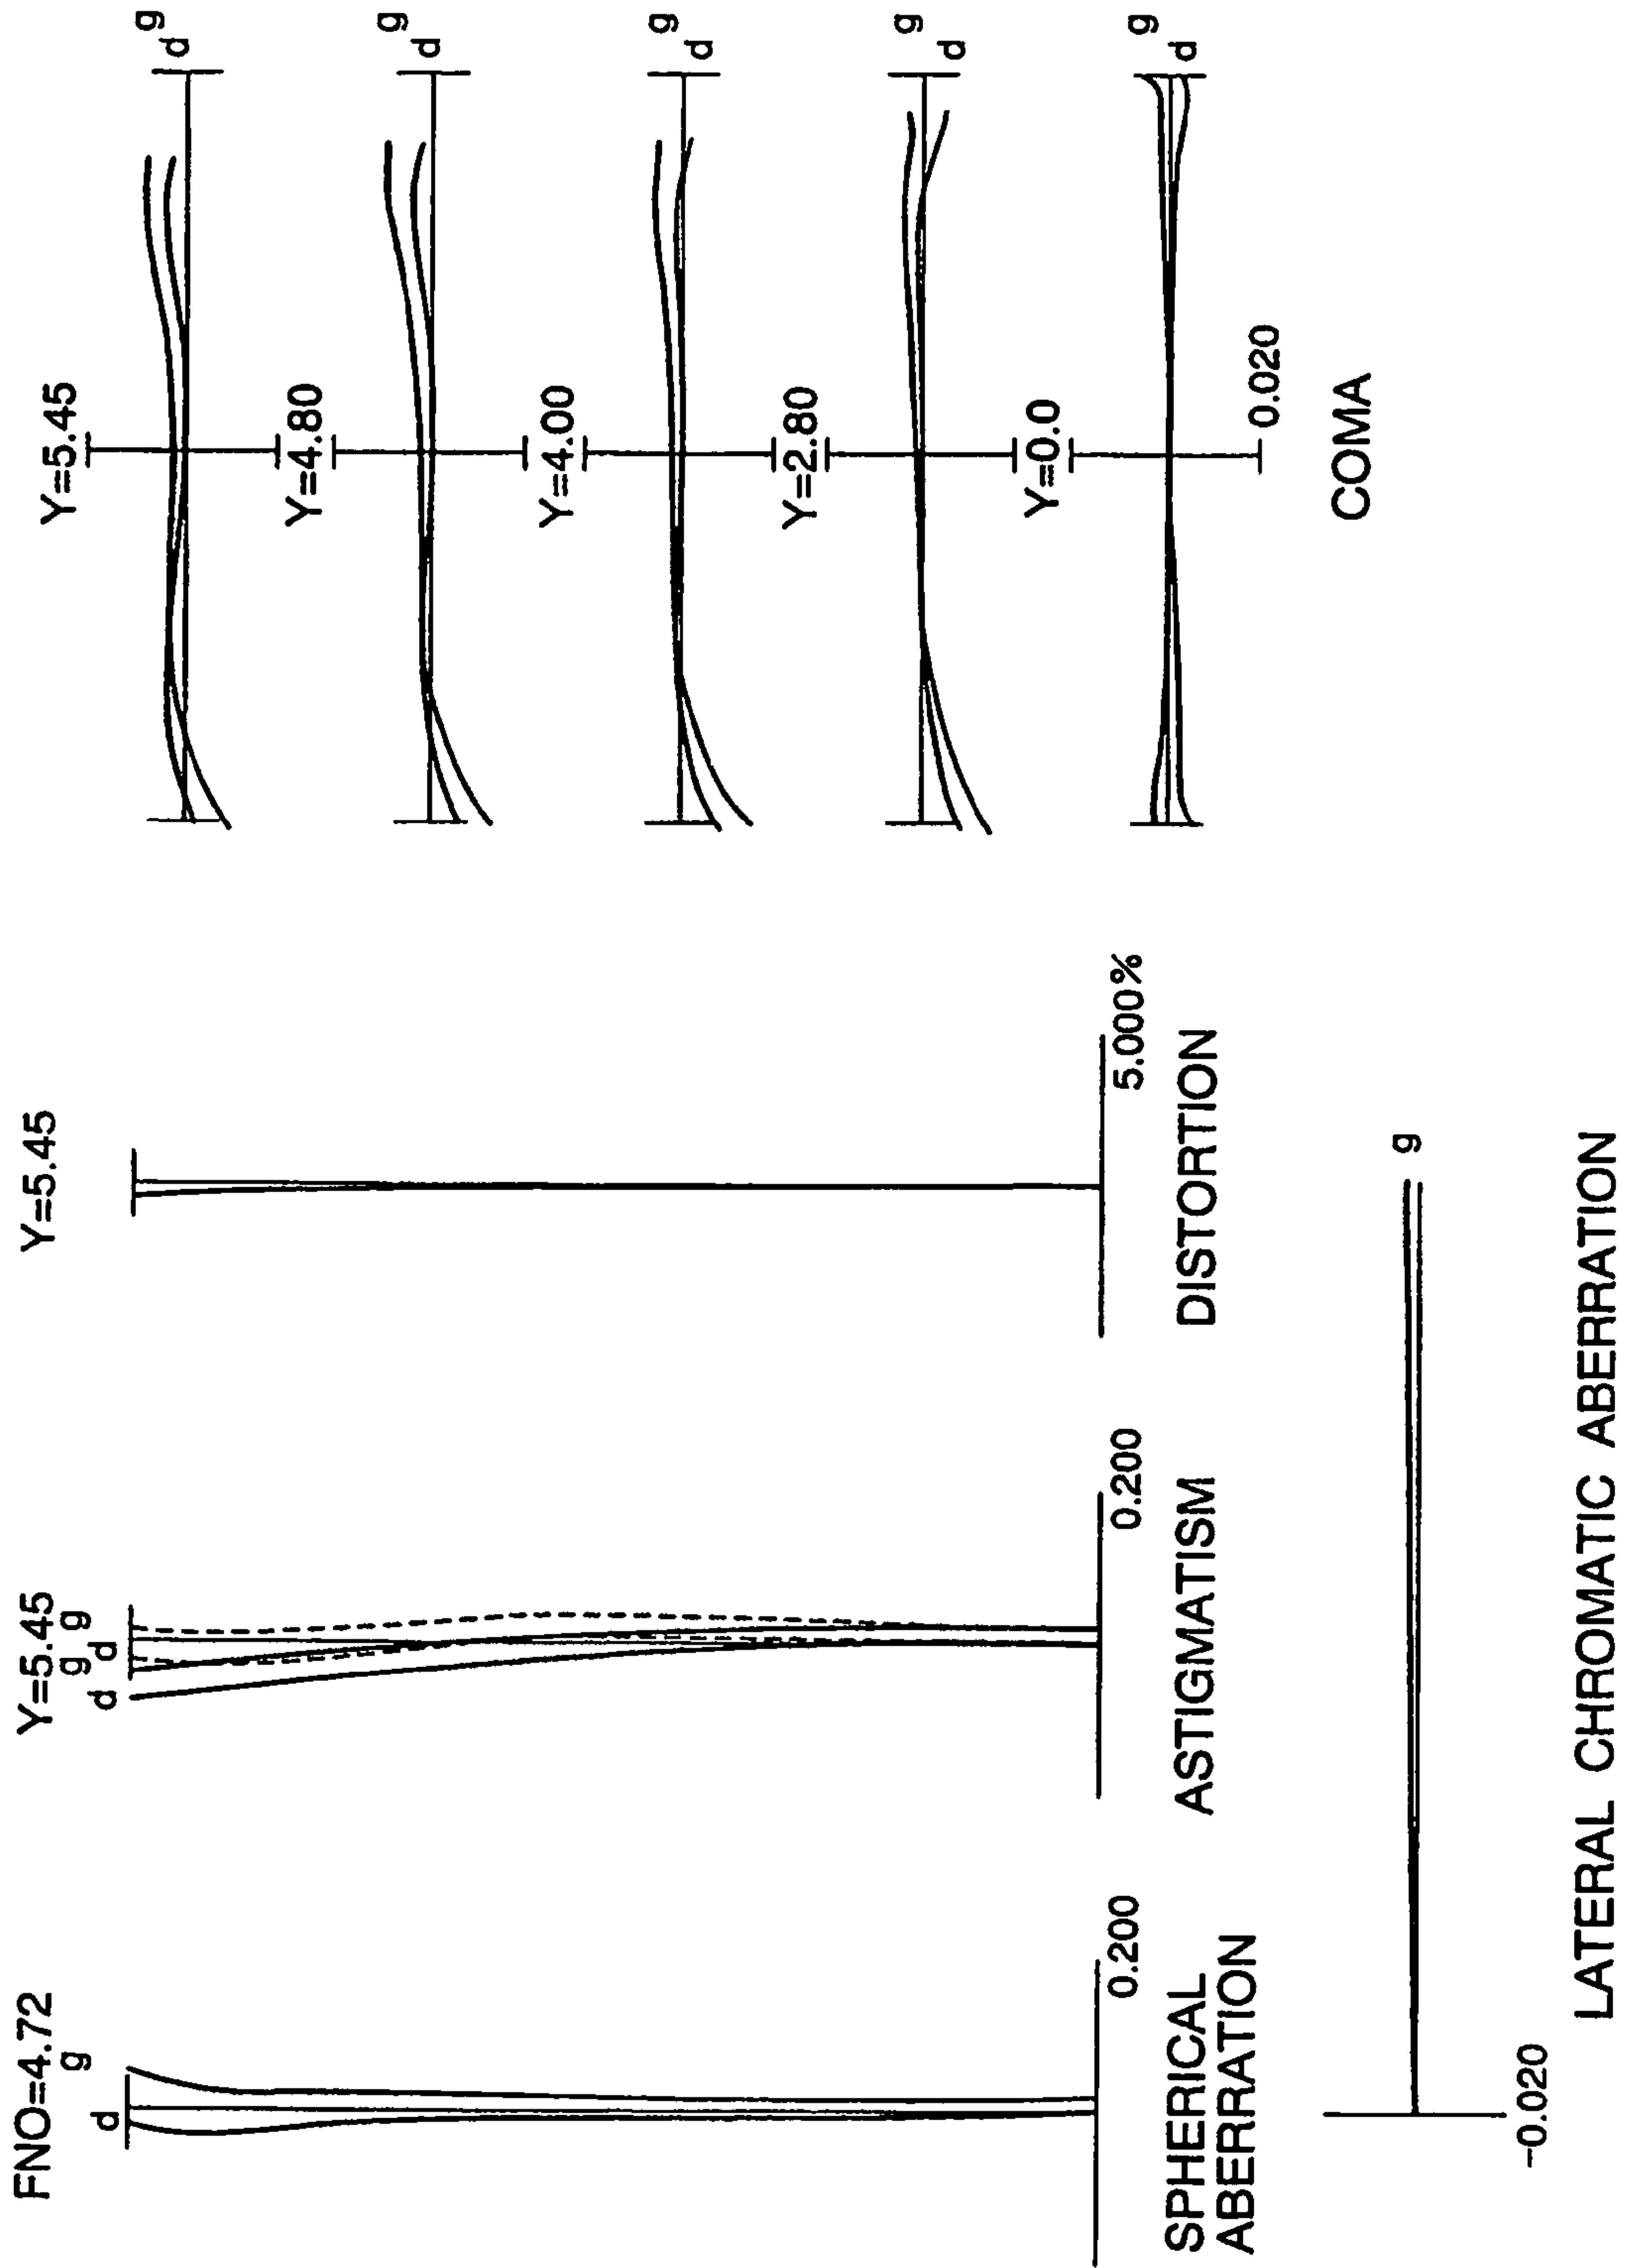 FNO=4.72
d g
0.200
SPHERICAL
ABERRATION
Y=5.45
d g d g
0.200
ASTIGMATISM
Y=5.45
5.000%
DISTORTION
Y=5.45
g
d
Y=4.80
g
d
Y=4.00
g
d
Y=2.80
g
d
Y=0.0
g
d
0.020
COMA
g
-0.020
LATERAL CHROMATIC ABERRATION